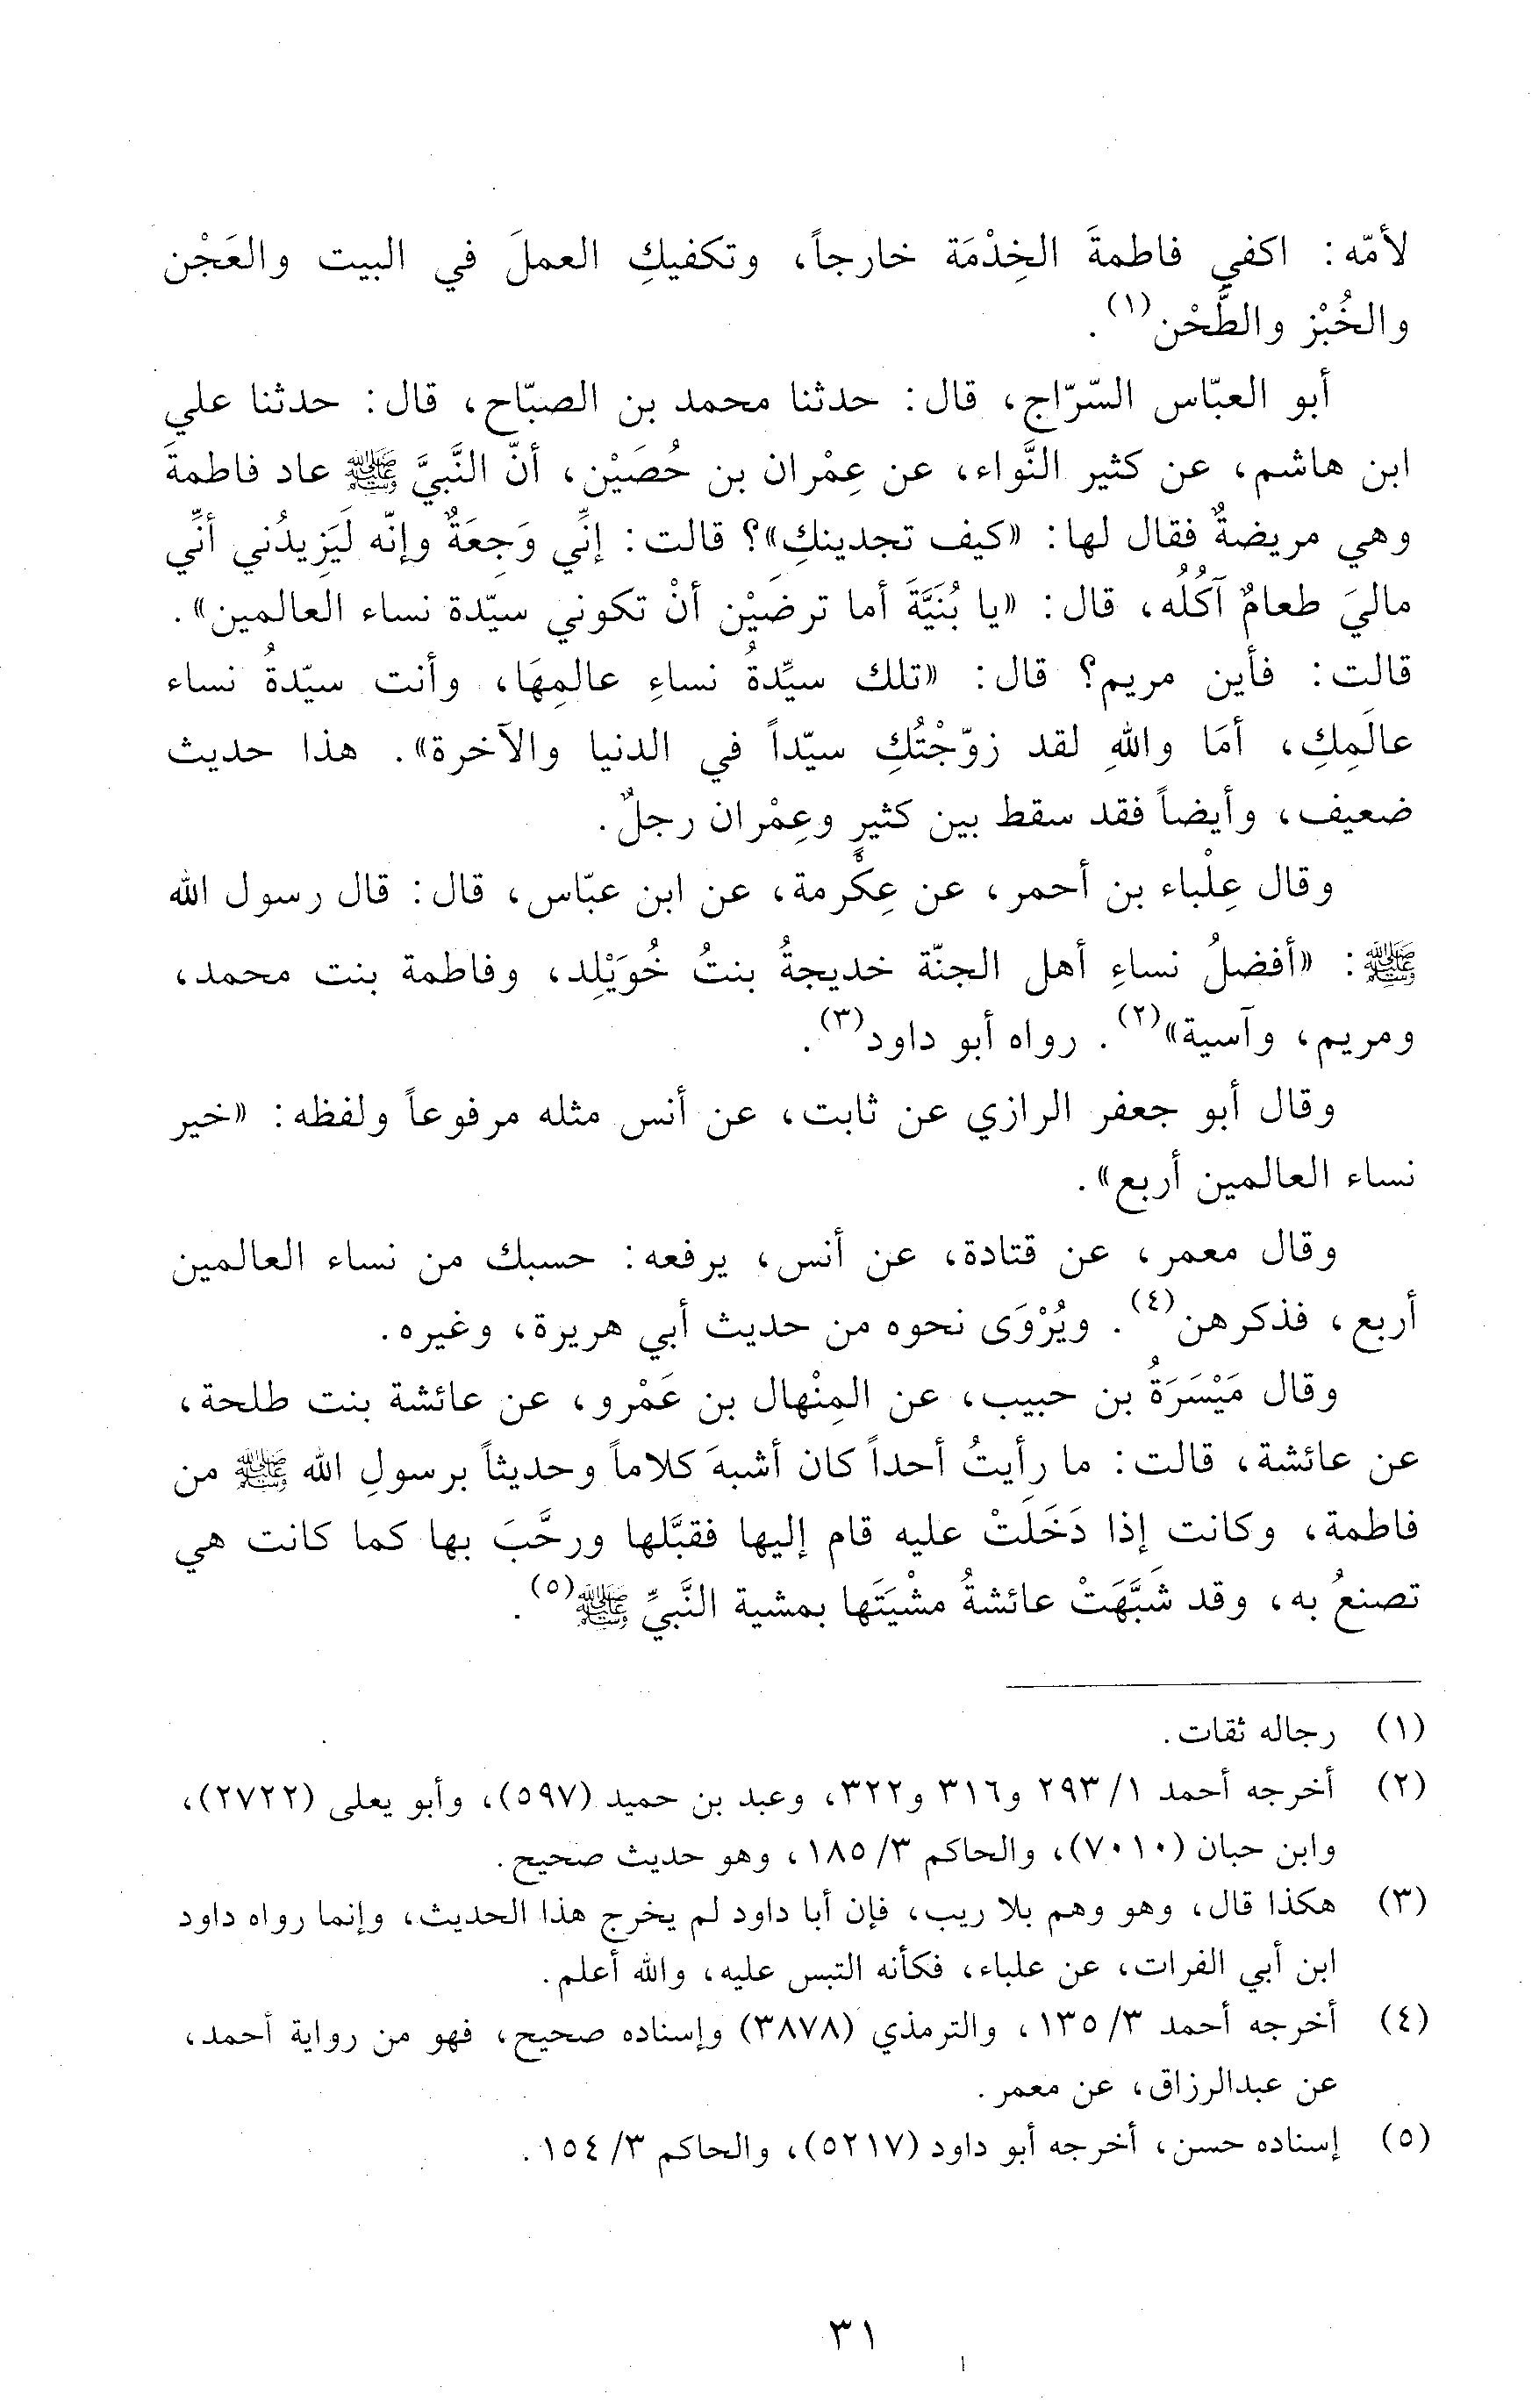 لأمّه: اكفي فاطمةَ الخِدْمَة خارجاً، وتكفيكِ العملَ في البيت والعَجْن
والخُبْز والطَّحْن(١).
أبو العبّاس السّرّاج، قال: حدثنا محمد بن الصبّاح، قال: حدثنا علي
ابن هاشم، عن كثير النَّواء، عن عِمْران بن حُصَيْن، أنّ النَّبيَّ ﷺ عاد فاطمةَ
وهي مريضةٌ فقال لها: «كيف تجدينكِ»؟ قالت: إنِّي وَجِعَةٌ وإنّه لَيَزِيدُني أنِّي
ماليَ طعامٌ آكُلُه، قال: «يا بُنَيَّةَ أما ترضَيْن أنْ تكوني سيّدة نساء العالمين».
قالت: فأين مريم؟ قال: «تلك سيِّدةُ نساءِ عالمِهَا، وأنت سيّدةُ نساء
عالَمِكِ، أمَا واللهِ لقد زوّجْتُكِ سيّداً في الدنيا والآخرة». هذا حديث
ضعيف، وأيضاً فقد سقط بين كثيرٍ وعِمْران رجلٌ.
وقال عِلْباء بن أحمر، عن عِكْرمة، عن ابن عبّاس، قال: قال رسول الله
ﷺ: «أفضلُ نساءِ أهل الجنّة خديجةُ بنتُ خُوَيْلِد، وفاطمة بنت محمد،
ومريم، وآسية»(٢). رواه أبو داود(٣).
وقال أبو جعفر الرازي عن ثابت، عن أنس مثله مرفوعاً ولفظه: «خير
نساء العالمين أربع».
وقال معمر، عن قتادة، عن أنس، يرفعه: حسبك من نساء العالمين
أربع، فذكرهن(٤). ويُرْوَى نحوه من حديث أبي هريرة، وغيره.
وقال مَيْسَرَةُ بن حبيب، عن المِنْهال بن عَمْرو، عن عائشة بنت طلحة،
عن عائشة، قالت: ما رأيتُ أحداً كان أشبهَ كلاماً وحديثاً برسولِ الله ﷺ من
فاطمة، وكانت إذا دَخَلَتْ عليه قام إليها فقبَّلها ورحَّبَ بها كما كانت هي
تصنعُ به، وقد شَبَّهَتْ عائشةُ مشْيَتَها بمشية النَّبيِّ ﷺ(٥).
(١) رجاله ثقات.
(٢) أخرجه أحمد ١/ ٢٩٣ و٣١٦ و٣٢٢، وعبد بن حميد (٥٩٧)، وأبو يعلى (٢٧٢٢)،
وابن حبان (٧٠١٠)، والحاكم ٣/ ١٨٥، وهو حديث صحيح.
(٣) هكذا قال، وهو وهم بلا ريب، فإن أبا داود لم يخرج هذا الحديث، وإنما رواه داود
ابن أبي الفرات، عن علباء، فكأنه التبس عليه، والله أعلم.
(٤) أخرجه أحمد ٣/ ١٣٥، والترمذي (٣٨٧٨) وإسناده صحيح، فهو من رواية أحمد،
عن عبدالرزاق، عن معمر.
(٥) إسناده حسن، أخرجه أبو داود (٥٢١٧)، والحاكم ٣/ ١٥٤.
٣١